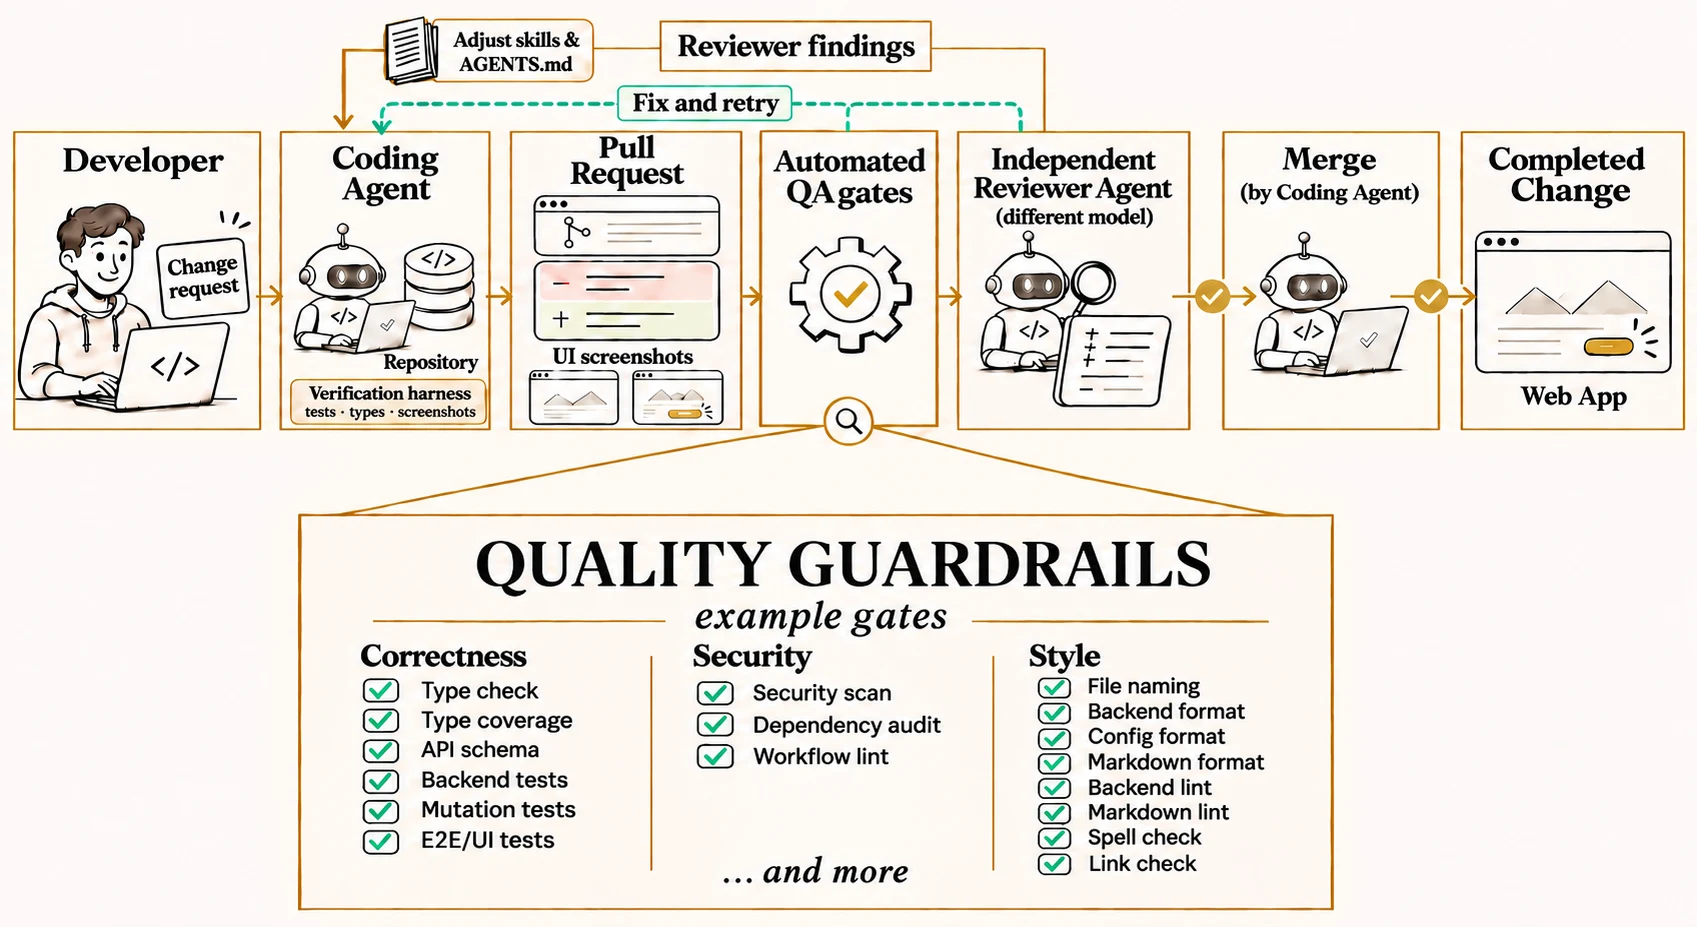 Adjust skills &
AGENTS.md
Reviewer findings
Fix and retry
Developer
Change
request
</>
Coding
Agent
</>
</>
Repository
Verification harness
tests · types · screenshots
Pull
Request
UI screenshots
Automated
QA gates
Independent
Reviewer Agent
(different model)
</>
Merge
(by Coding Agent)
</>
Completed
Change
Web App
QUALITY GUARDRAILS
example gates
Correctness
Type check
Type coverage
API schema
Backend tests
Mutation tests
E2E/UI tests
Security
Security scan
Dependency audit
Workflow lint
... and more
Style
File naming
Backend format
Config format
Markdown format
Backend lint
Markdown lint
Spell check
Link check